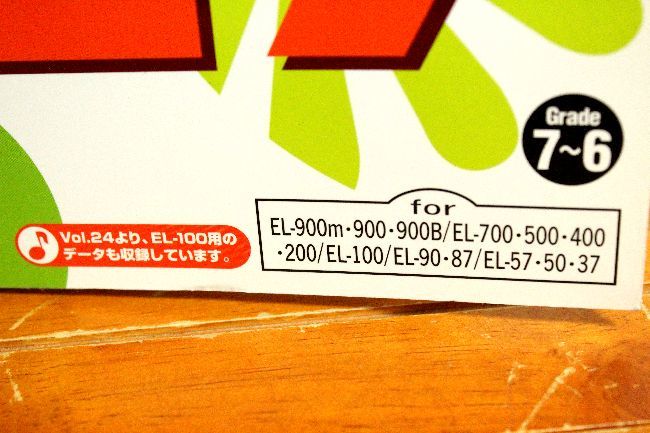 Grade
7~6
for
EL-900m・900・900B/EL-700・500・400
・200/EL-100/EL-90・87/EL-57・50・37
Vol.24より、EL-100用の
データも収録しています。